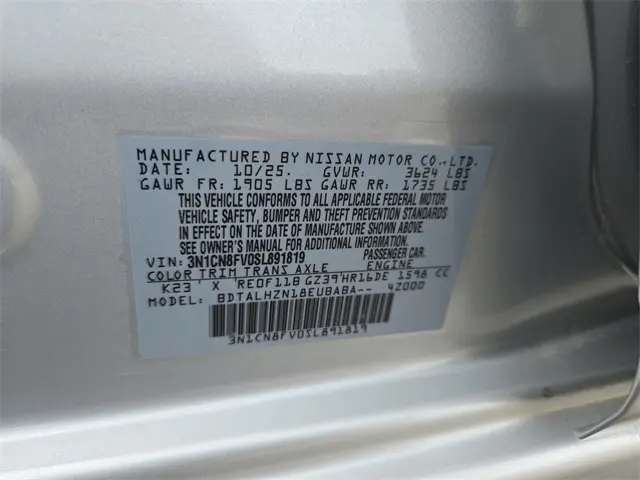 MANUFACTURED BY NISSAN MOTOR CO.,LTD.
DATE: 10/25. GVWR: 3624 LBS
GAWR FR: 1905 LBS GAWR RR: 1735 LBS
THIS VEHICLE CONFORMS TO ALL APPLICABLE FEDERAL MOTOR
VEHICLE SAFETY, BUMPER AND THEFT PREVENTION STANDARDS
IN EFFECT ON THE DATE OF MANUFACTURE SHOWN ABOVE.
SEE OWNER'S MANUAL FOR ADDITIONAL INFORMATION.
VIN: 3N1CN8FV0SL891819 PASSENGER CAR.
COLOR TRIM TRANS AXLE ENGINE
K23 X RE0F11B GZ39 HR16DE 1598 CC
MODEL: BDTALHZN18EUBABA-- 42000
3N1CN8FV0SL891819